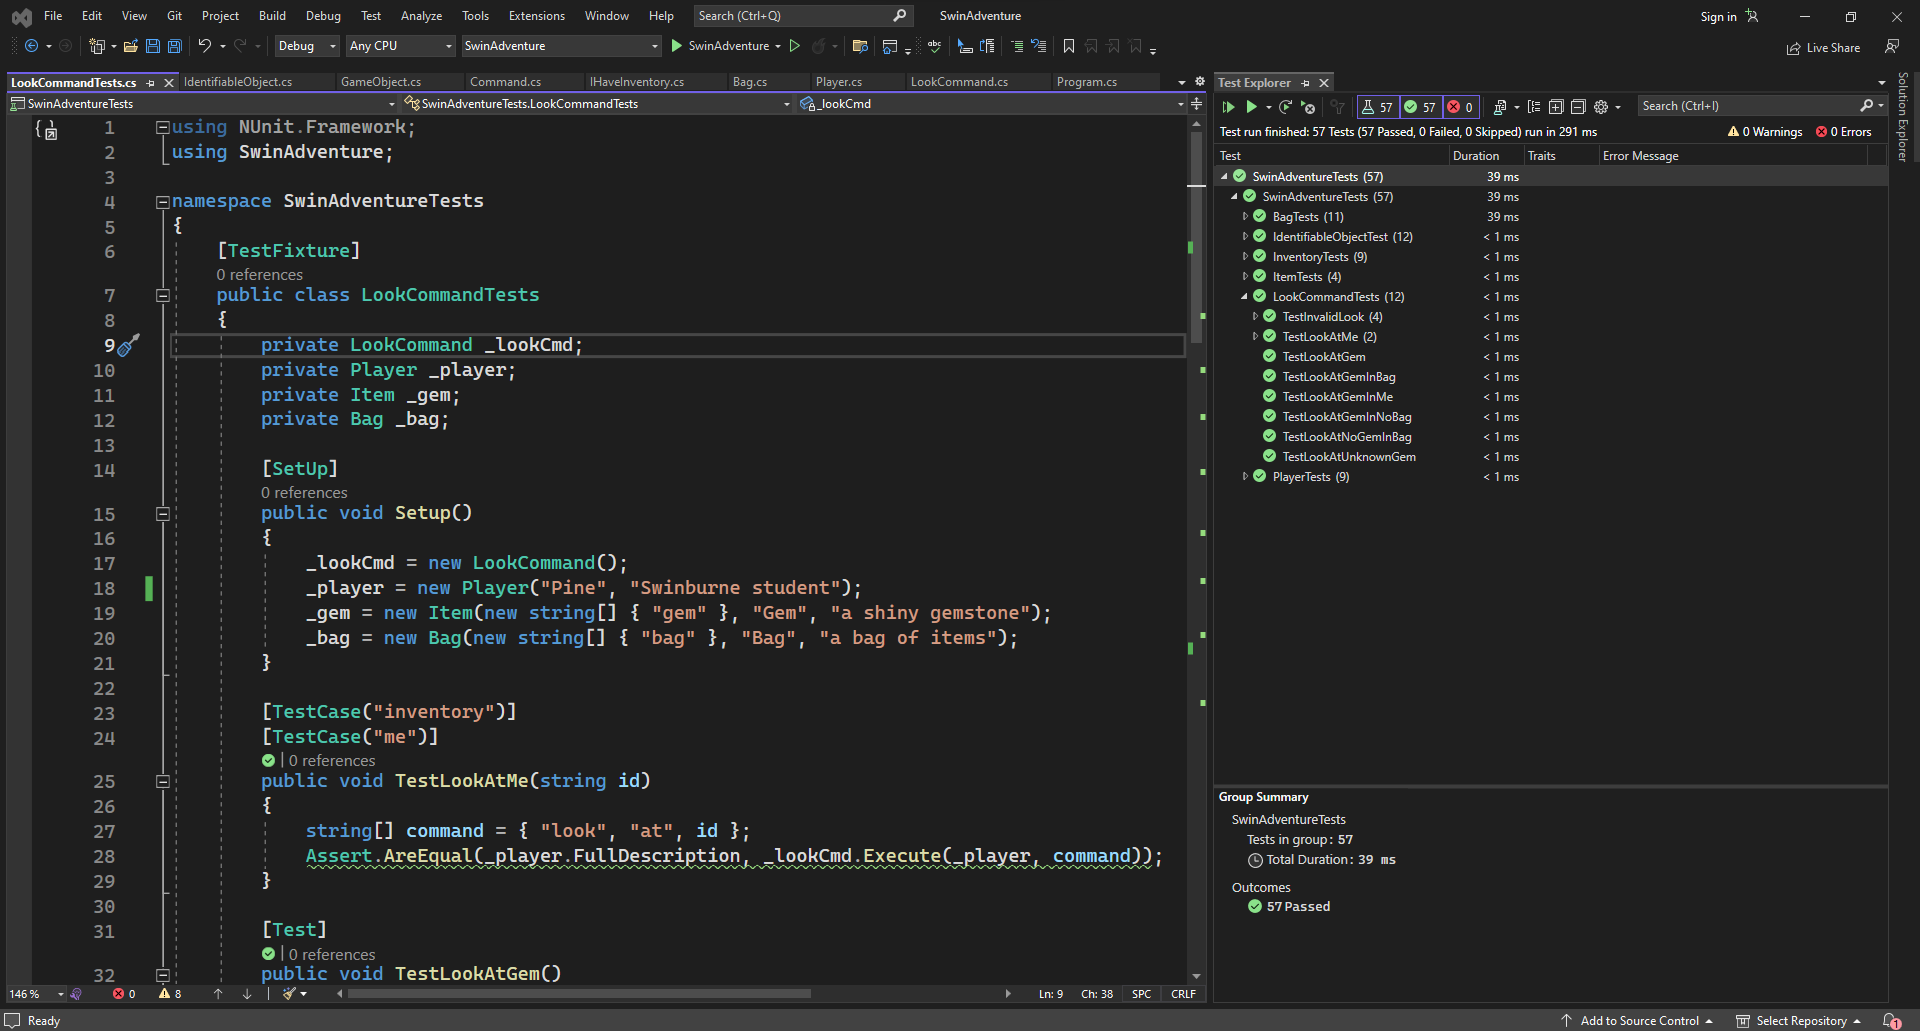 File Edit View Git Project Build Debug Test Analyze Tools Extensions Window Help Search (Ctrl+Q) SwinAdventure Sign in
Debug Any CPU SwinAdventure SwinAdventure Live Share
LookCommandTests.cs IdentifiableObject.cs GameObject.cs Command.cs IHaveInventory.cs Bag.cs Player.cs LookCommand.cs Program.cs
SwinAdventureTests SwinAdventureTests.LookCommandTests _lookCmd
1 using NUnit.Framework;
2 using SwinAdventure;
3
4 namespace SwinAdventureTests
5 {
6 [TestFixture]
0 references
7 public class LookCommandTests
8 {
9 private LookCommand _lookCmd;
10 private Player _player;
11 private Item _gem;
12 private Bag _bag;
13
14 [SetUp]
0 references
15 public void Setup()
16 {
17 _lookCmd = new LookCommand();
18 _player = new Player("Pine", "Swinburne student");
19 _gem = new Item(new string[] { "gem" }, "Gem", "a shiny gemstone");
20 _bag = new Bag(new string[] { "bag" }, "Bag", "a bag of items");
21 }
22
23 [TestCase("inventory")]
24 [TestCase("me")]
| 0 references
25 public void TestLookAtMe(string id)
26 {
27 string[] command = { "look", "at", id };
28 Assert.AreEqual(_player.FullDescription, _lookCmd.Execute(_player, command));
29 }
30
31 [Test]
| 0 references
32 public void TestLookAtGem()
146 % 0 8 Ln: 9 Ch: 38 SPC CRLF
Test Explorer
57 57 0 Search (Ctrl+I)
Test run finished: 57 Tests (57 Passed, 0 Failed, 0 Skipped) run in 291 ms 0 Warnings 0 Errors
Test Duration Traits Error Message
SwinAdventureTests (57) 39 ms
SwinAdventureTests (57) 39 ms
BagTests (11) 39 ms
IdentifiableObjectTest (12) < 1 ms
InventoryTests (9) < 1 ms
ItemTests (4) < 1 ms
LookCommandTests (12) < 1 ms
TestInvalidLook (4) < 1 ms
TestLookAtMe (2) < 1 ms
TestLookAtGem < 1 ms
TestLookAtGemInBag < 1 ms
TestLookAtGemInMe < 1 ms
TestLookAtGemInNoBag < 1 ms
TestLookAtNoGemInBag < 1 ms
TestLookAtUnknownGem < 1 ms
PlayerTests (9) < 1 ms
Group Summary
SwinAdventureTests
Tests in group: 57
Total Duration: 39 ms
Outcomes
57 Passed
Solution Explorer
Ready Add to Source Control Select Repository 1